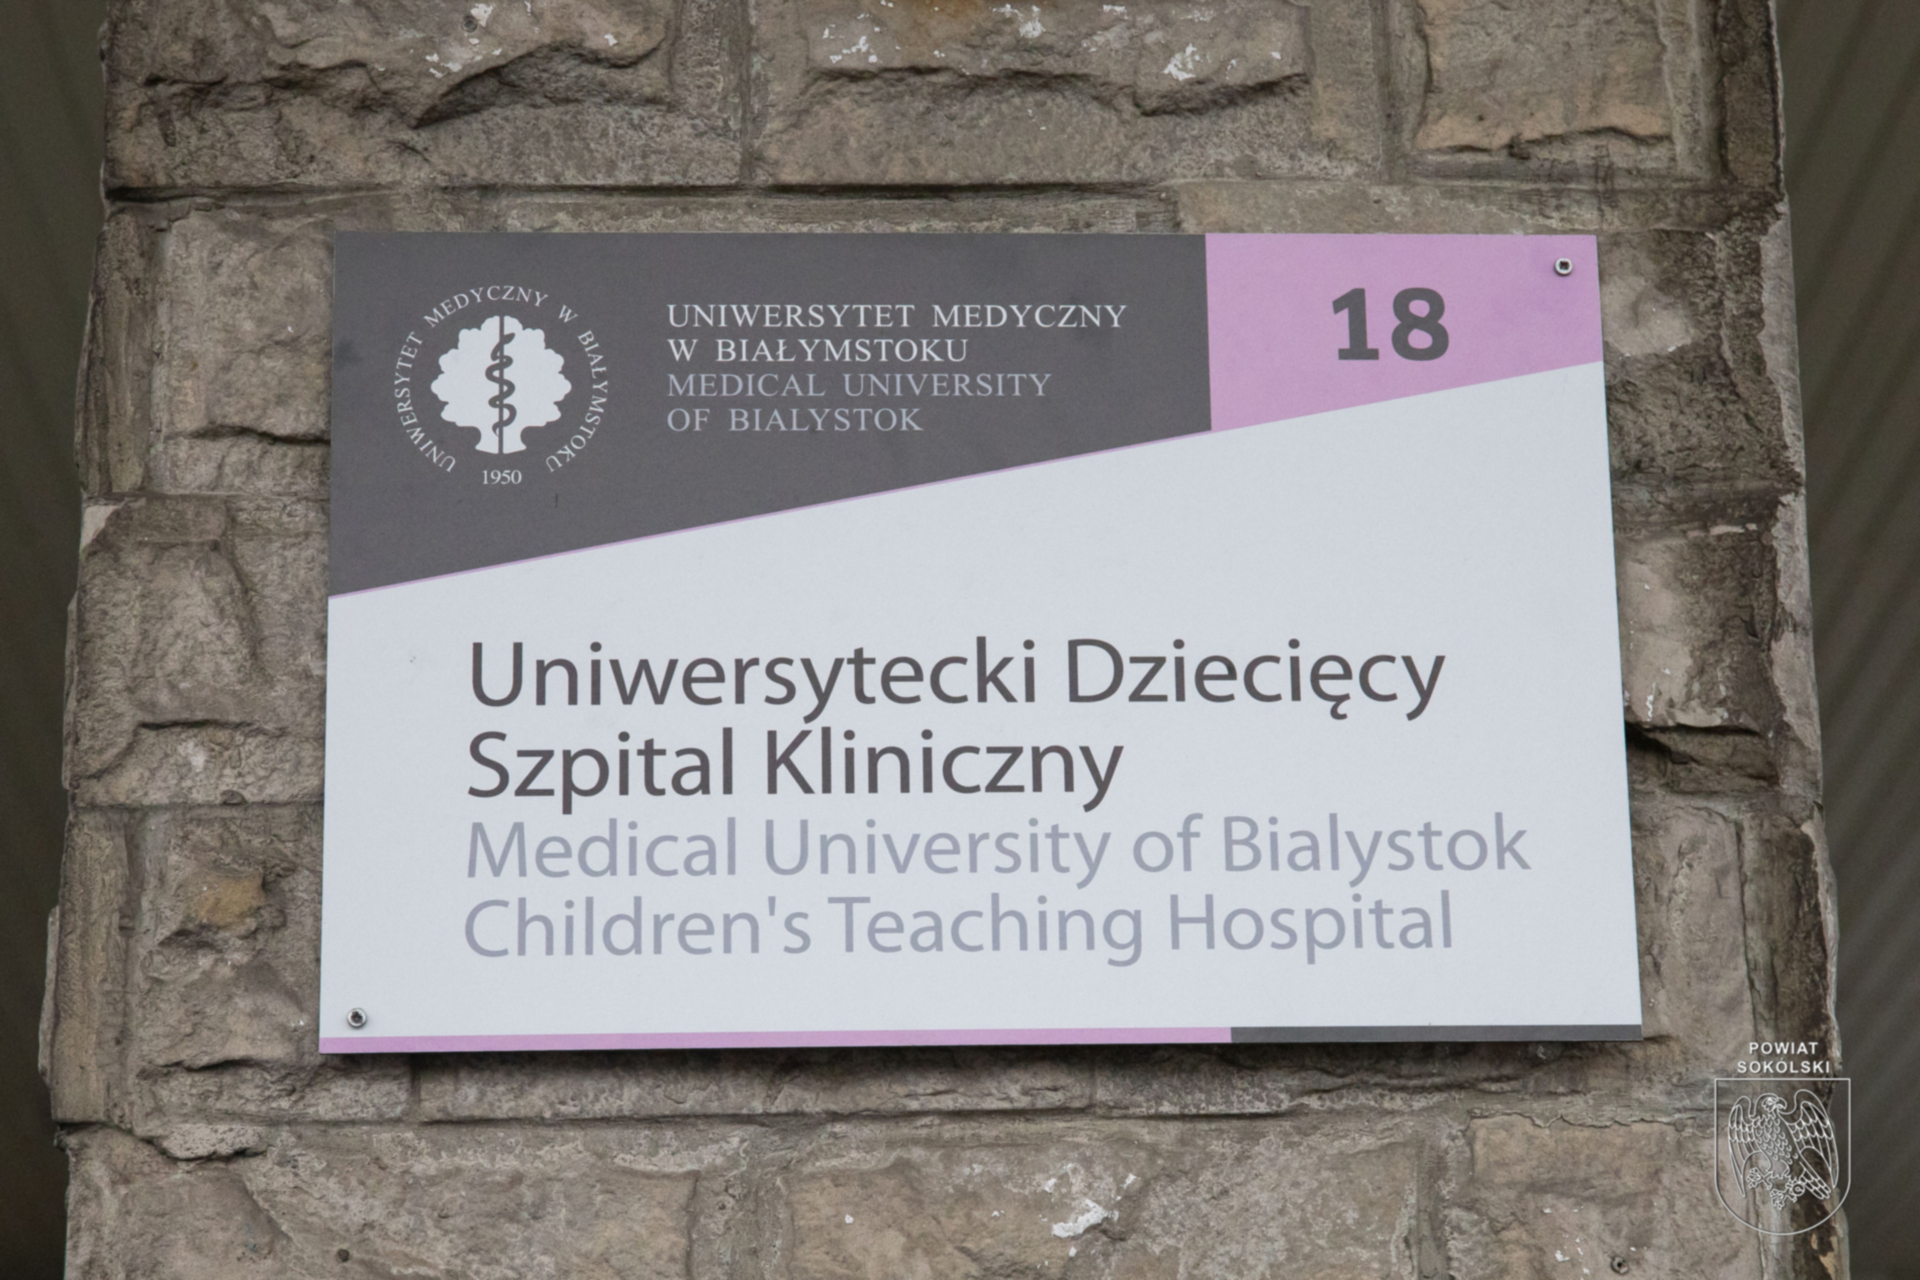 UNIWERSYTET MEDYCZNY W BIAŁYMSTOKU
1950
UNIWERSYTET MEDYCZNY
W BIAŁYMSTOKU
MEDICAL UNIVERSITY
OF BIALYSTOK
18
Uniwersytecki Dziecięcy
Szpital Kliniczny
Medical University of Bialystok
Children's Teaching Hospital
POWIAT
SOKÓLSKI